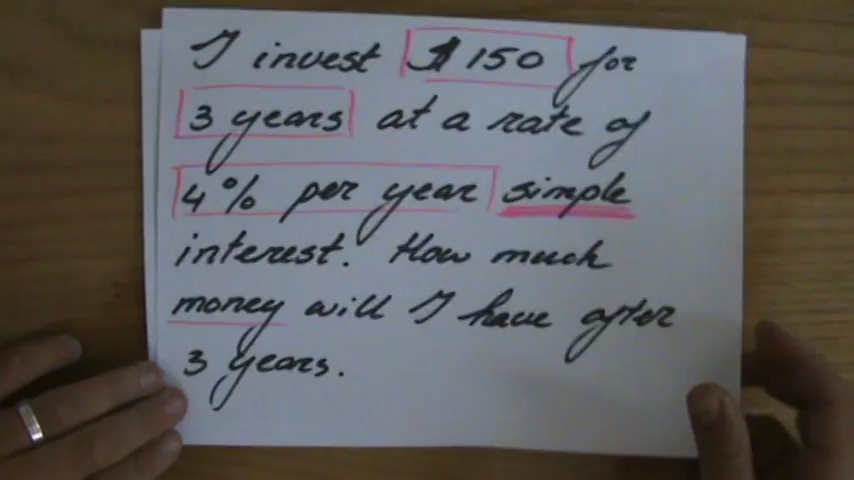 I invest $150 for
3 years at a rate of
4% per year simple
interest. How much
money will I have after
3 years.